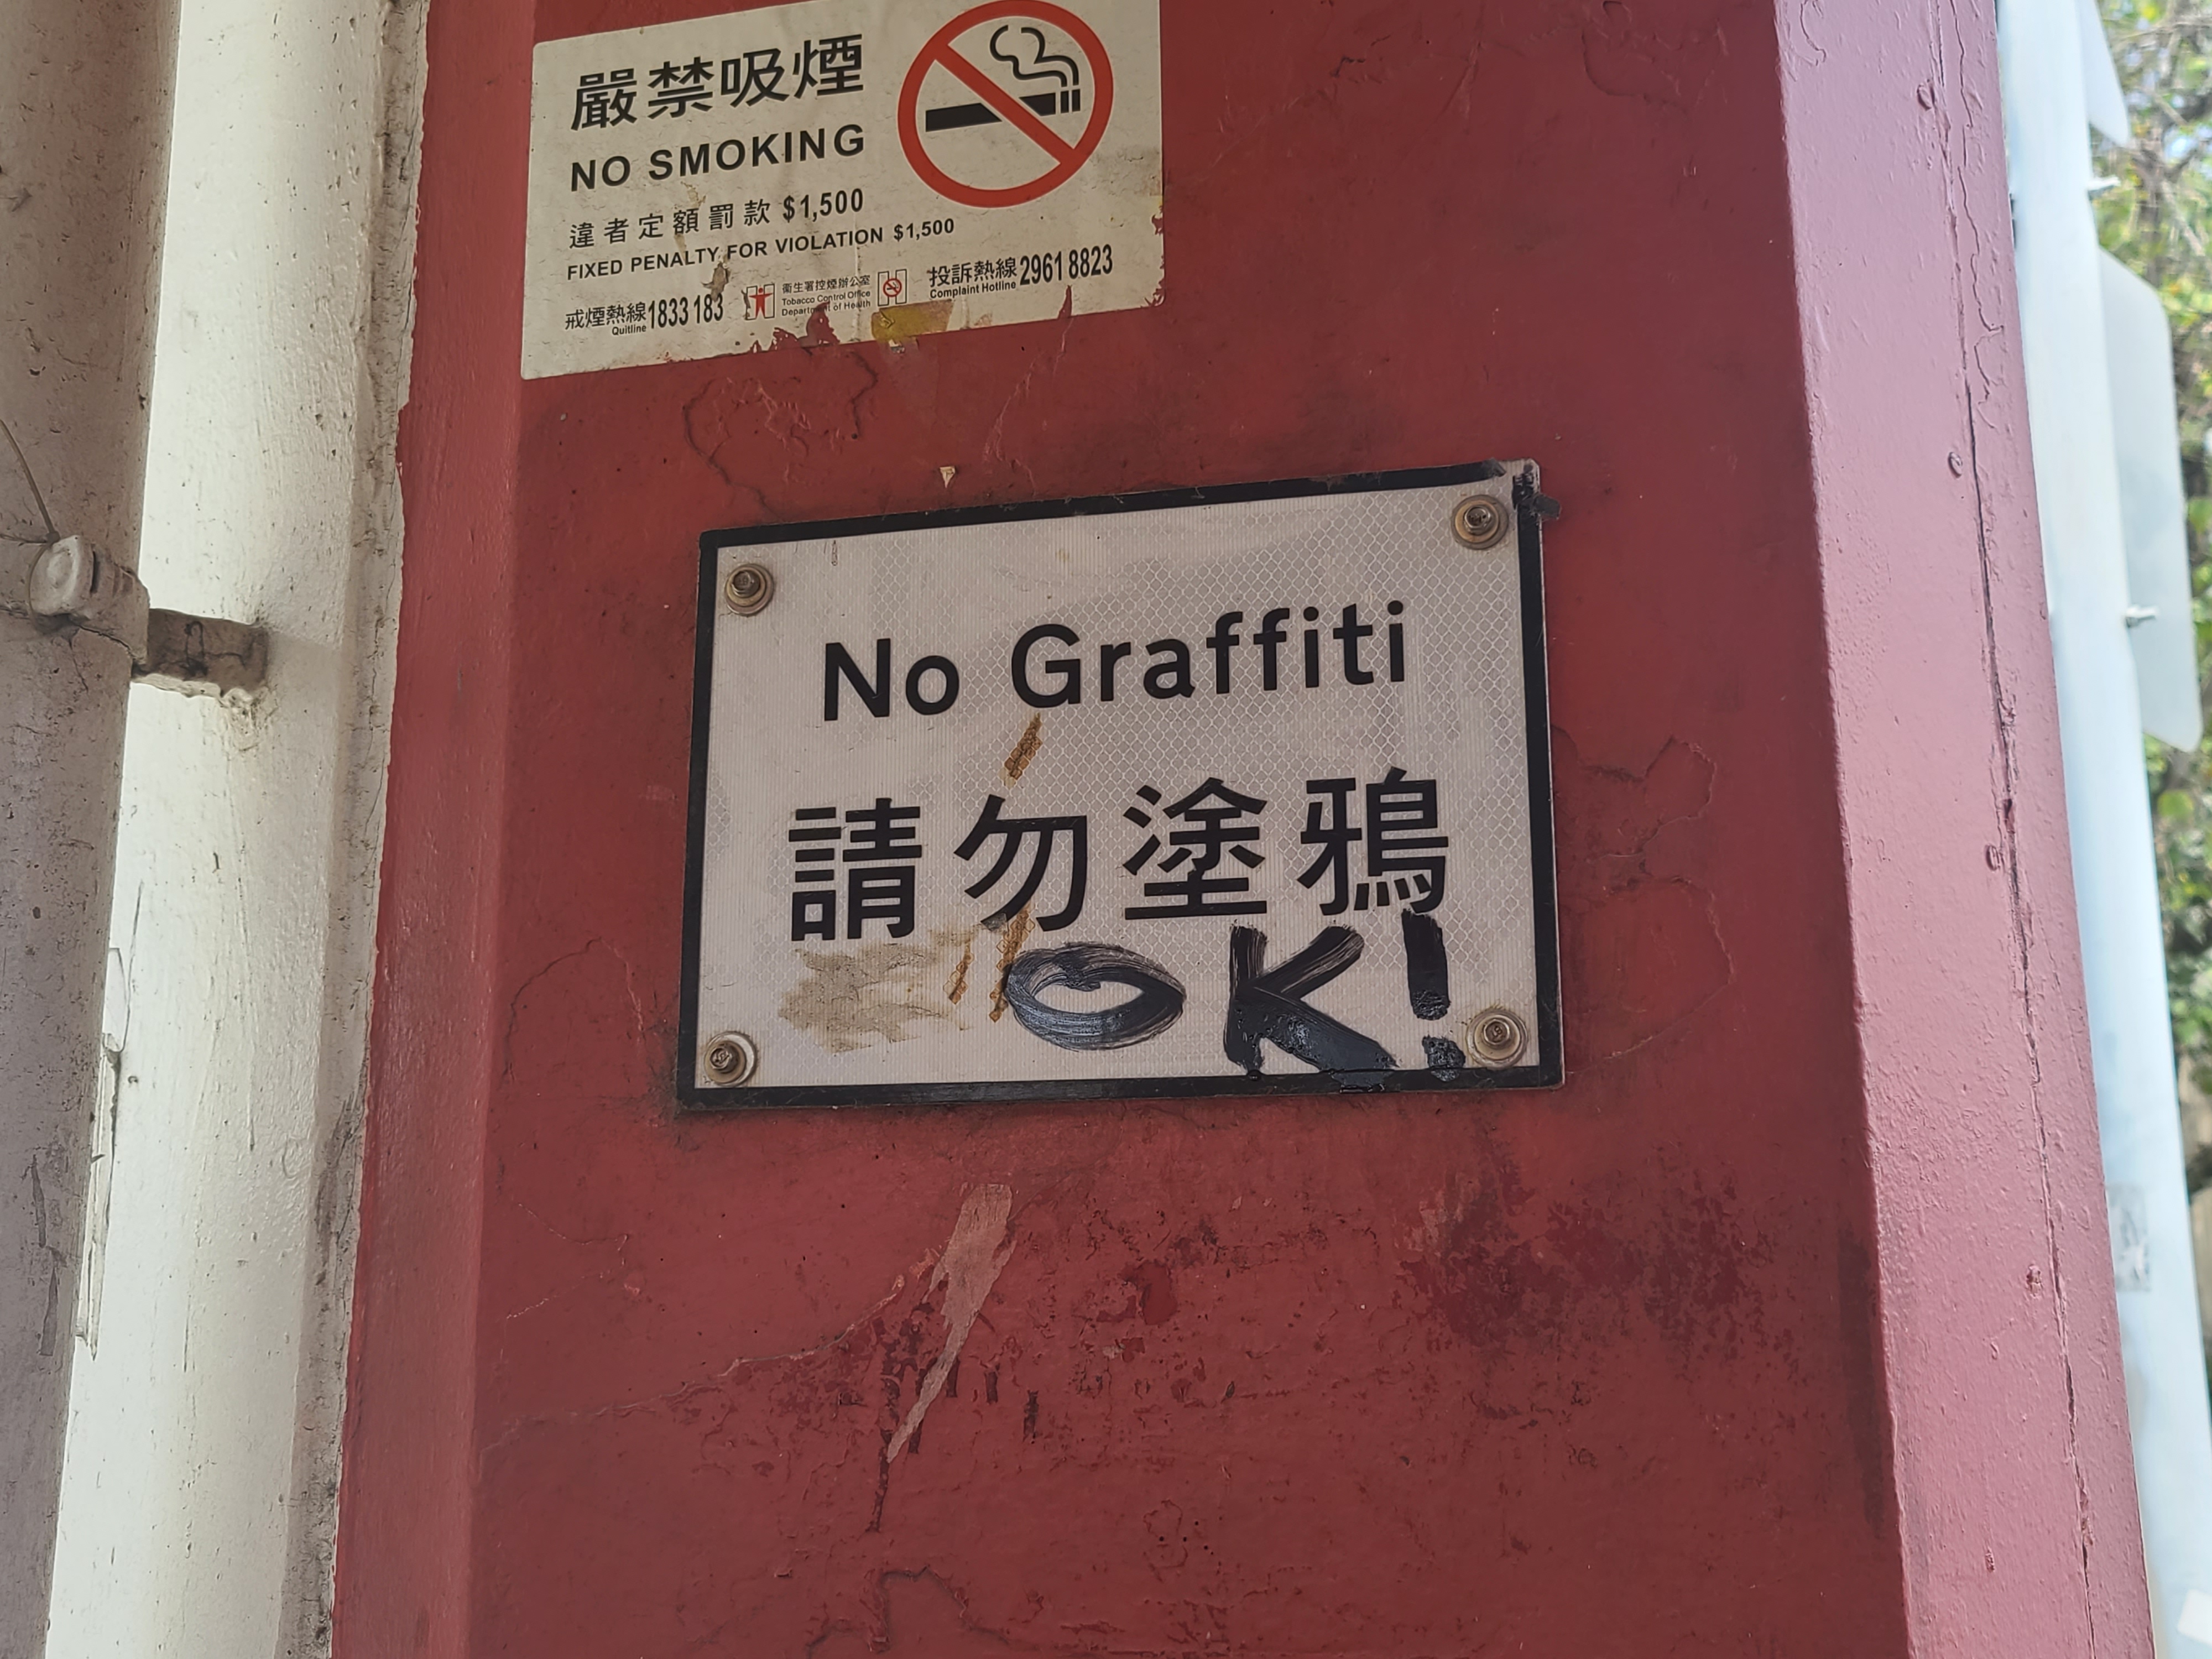 嚴禁吸煙
NO SMOKING
違者定額罰款 $1,500
FIXED PENALTY FOR VIOLATION $1,500
戒煙熱線 1833 183
Quitline
衞生署控煙辦公室
Tobacco Control Office
Department of Health
投訴熱線 2961 8823
Complaint Hotline
No Graffiti
請勿塗鴉
OK!